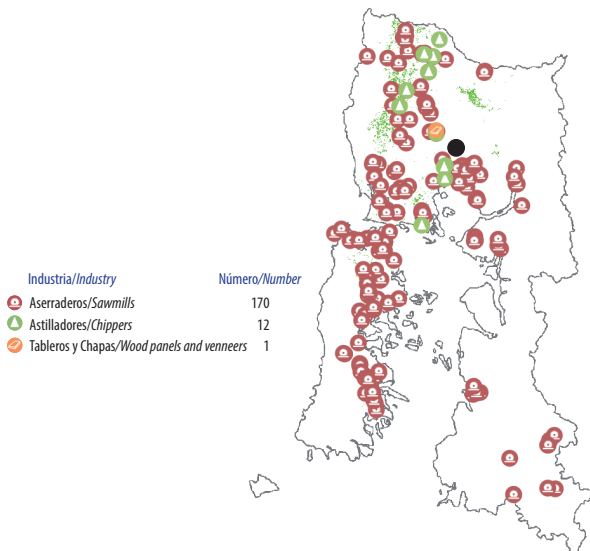 Industria/Industry Número/Number
Aserraderos/Sawmills 170
Astilladores/Chippers 12
Tableros y Chapas/Wood panels and venneers 1